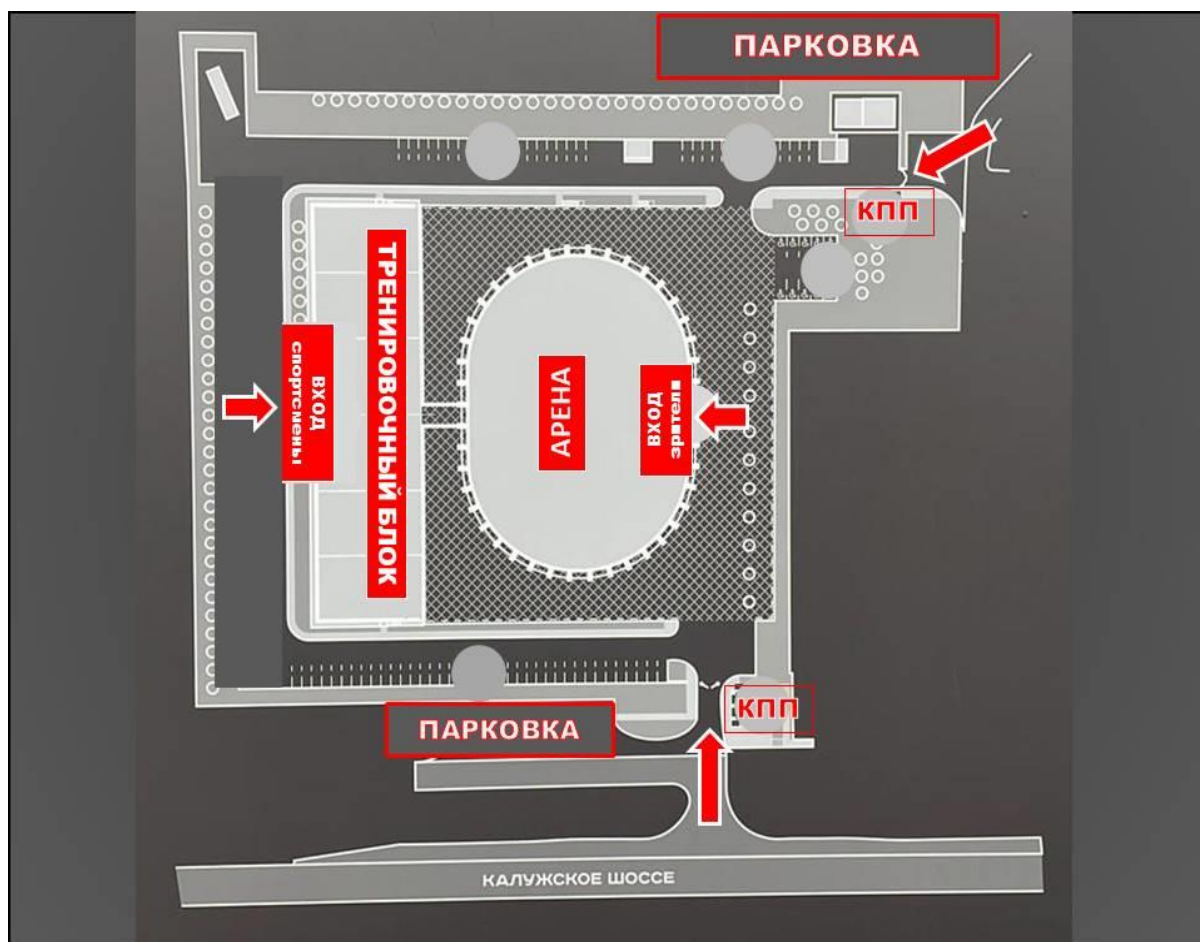 ПАРКОВКА
КПП
ТРЕНИРОВОЧНЫЙ БЛОК
ВХОД
спортсмены
АРЕНА
зрители
ВХОД
КПП
ПАРКОВКА
КАЛУЖСКОЕ ШОССЕ